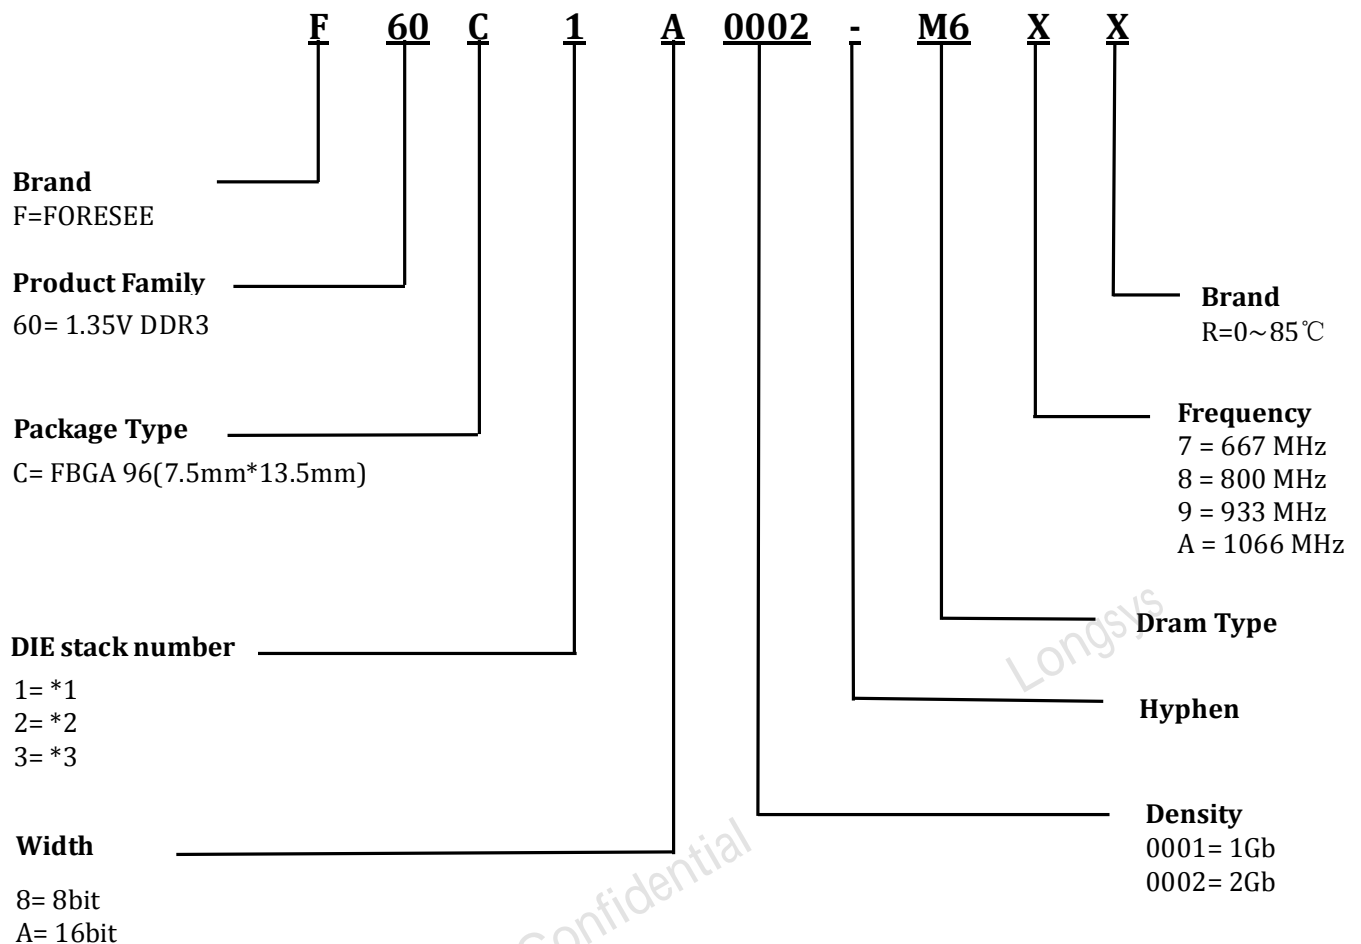 F 60 C 1 A 0002 - M6 X X
Brand
F=FORESEE
Product Family
60= 1.35V DDR3
Package Type
C= FBGA 96(7.5mm*13.5mm)
DIE stack number
1= *1
2= *2
3= *3
Width
8= 8bit
A= 16bit
Brand
R=0~85℃
Frequency
7 = 667 MHz
8 = 800 MHz
9 = 933 MHz
A = 1066 MHz
Dram Type
Hyphen
Density
0001= 1Gb
0002= 2Gb
Longsys
Confidential